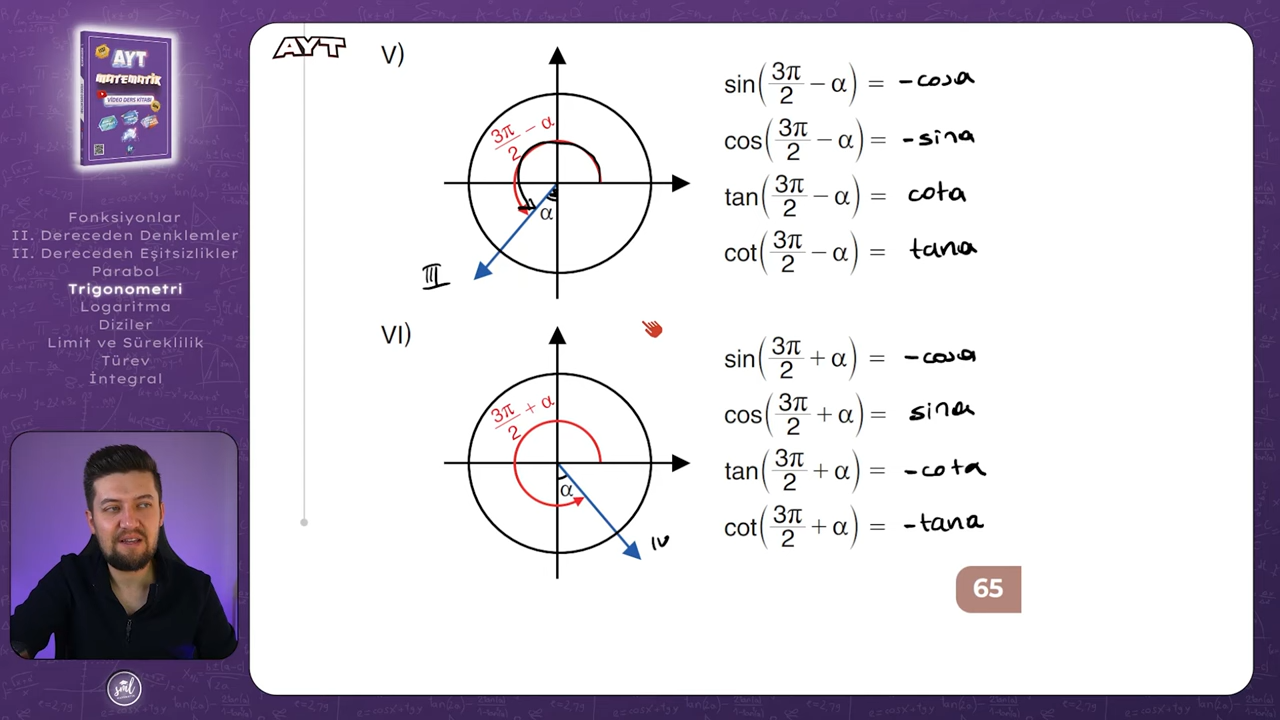 AYT
MATEMATİK
VİDEO DERS KİTABI
Fonksiyonlar
II. Dereceden Denklemler
II. Dereceden Eşitsizlikler
Parabol
Trigonometri
Logaritma
Diziler
Limit ve Süreklilik
Türev
İntegral
sml
AYT
V)
3π/2 − α
α
III
sin(3π/2 − α) = -cosα
cos(3π/2 − α) = -sinα
tan(3π/2 − α) = cotα
cot(3π/2 − α) = tanα
VI)
3π/2 + α
α
IV
sin(3π/2 + α) = -cosα
cos(3π/2 + α) = sinα
tan(3π/2 + α) = -cotα
cot(3π/2 + α) = -tanα
65